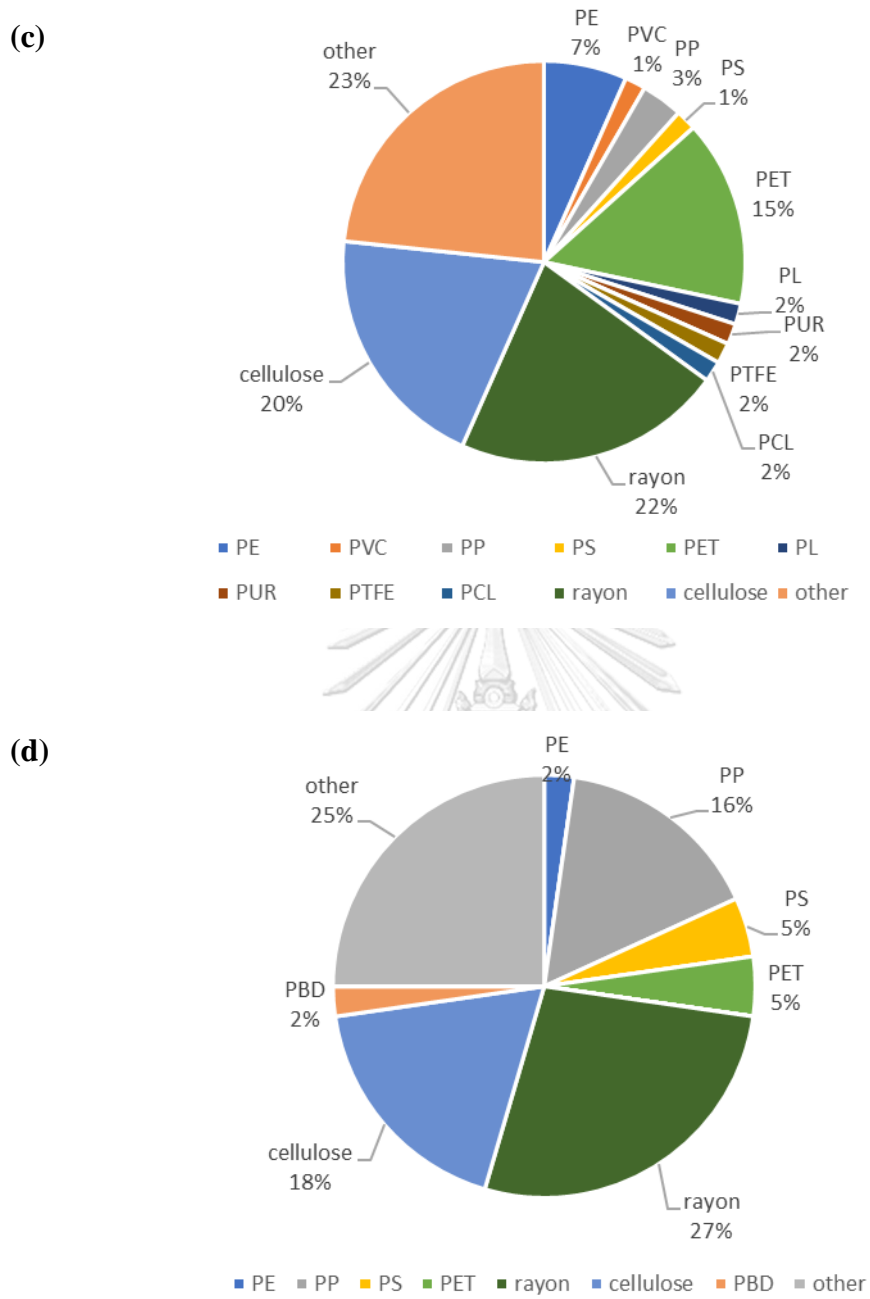 (c)
other
23%
PE
7%
PVC
1%
PP
3%
PS
1%
PET
15%
PL
2%
PUR
2%
PTFE
2%
PCL
2%
rayon
22%
cellulose
20%
PE PVC PP PS PET PL
PUR PTFE PCL rayon cellulose other
(d)
other
25%
PE
2%
PP
16%
PS
5%
PET
5%
rayon
27%
cellulose
18%
PBD
2%
PE PP PS PET rayon cellulose PBD other